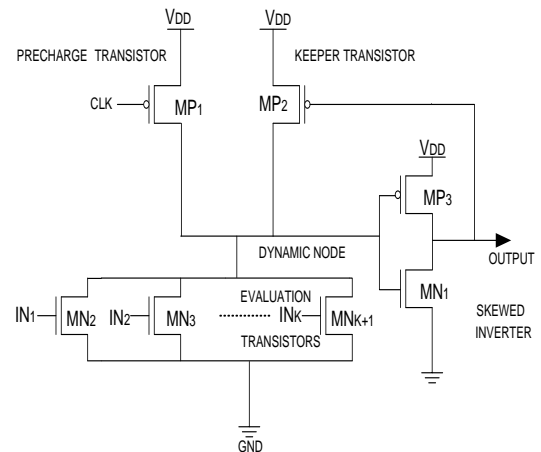 VDD VDD
PRECHARGE TRANSISTOR KEEPER TRANSISTOR
CLK MP1 MP2
VDD
MP3
DYNAMIC NODE OUTPUT
IN1 MN2 IN2 MN3 EVALUATION INK MNK+1 MN1 SKEWED
TRANSISTORS INVERTER
GND